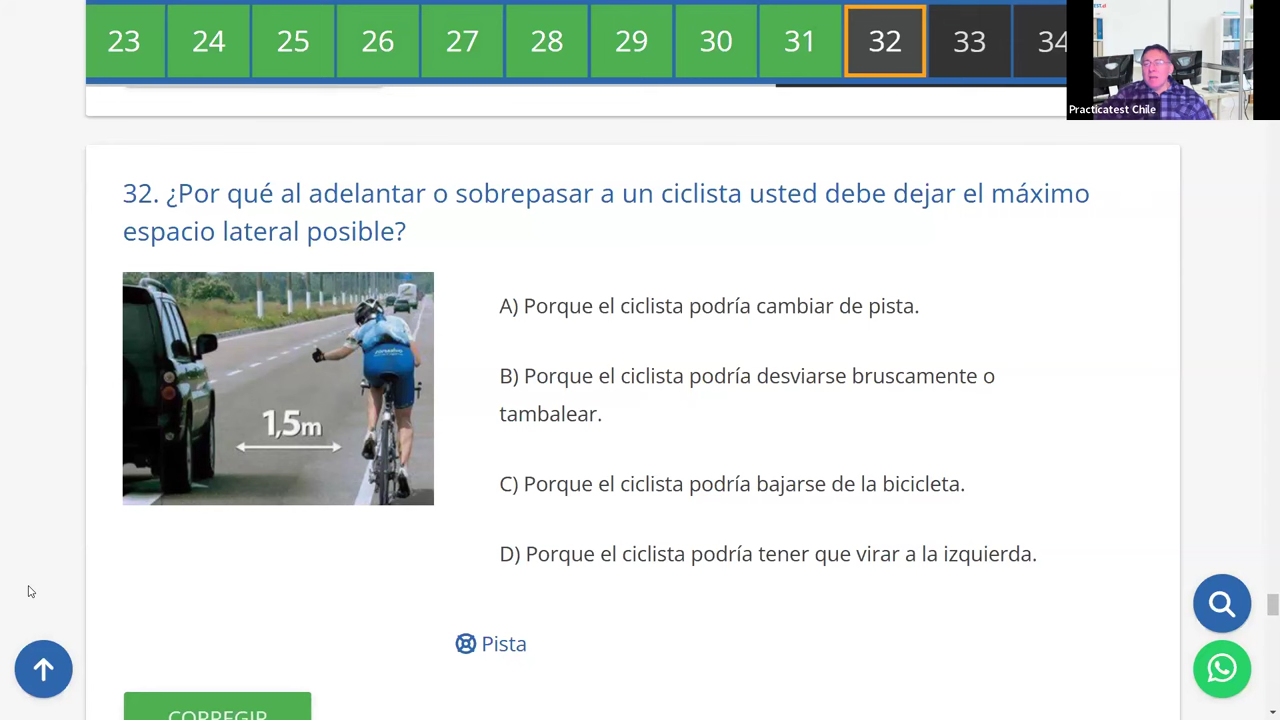 23 24 25 26 27 28 29 30 31 32 33 34
Practicatest Chile
32. ¿Por qué al adelantar o sobrepasar a un ciclista usted debe dejar el máximo
espacio lateral posible?
1,5m
A) Porque el ciclista podría cambiar de pista.
B) Porque el ciclista podría desviarse bruscamente o
tambalear.
C) Porque el ciclista podría bajarse de la bicicleta.
D) Porque el ciclista podría tener que virar a la izquierda.
Pista
CORREGIR